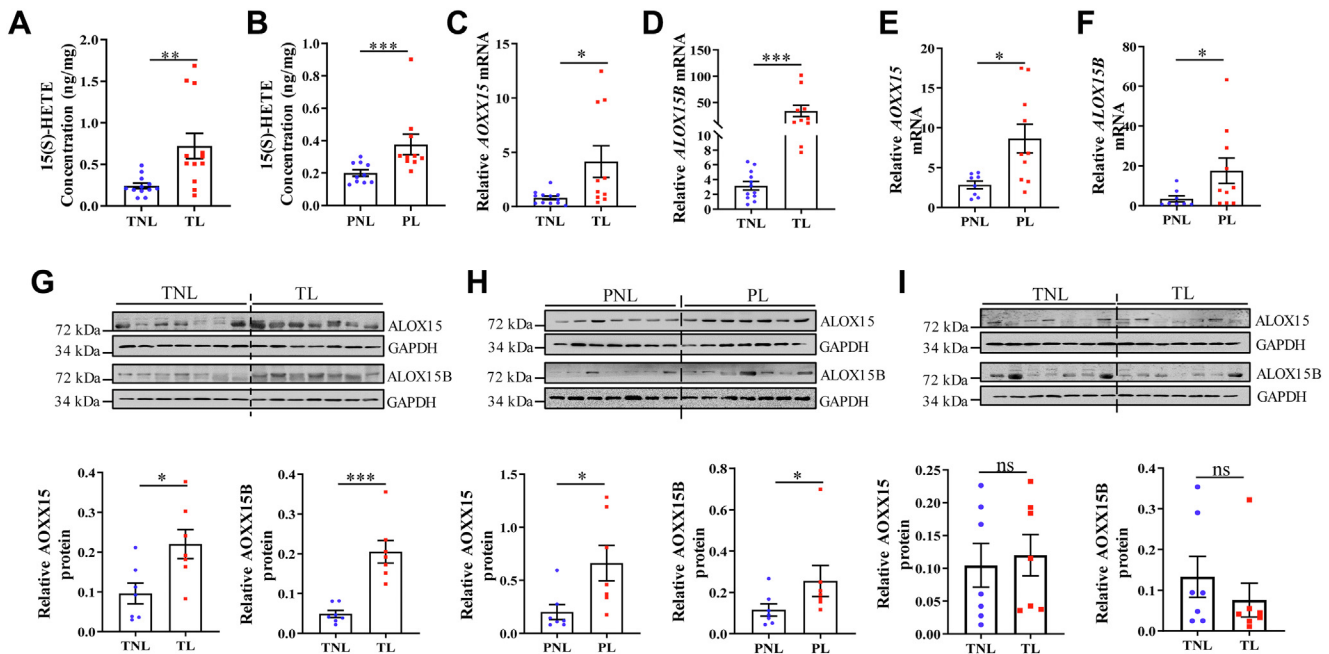 A
15(S)-HETE
Concentration (ng/mg)
2.0
1.5
1.0
0.5
0.0
**
TNL TL
B
15(S)-HETE
Concentration (ng/mg)
1.0
0.8
0.6
0.4
0.2
0.0
***
PNL PL
C
Relative AOXX15 mRNA
15
10
5
0
*
TNL TL
D
Relative ALOX15B mRNA
150
100
50
10
8
6
4
2
0
***
TNL TL
E
Relative AOXX15
mRNA
20
15
10
5
0
*
PNL PL
F
Relative ALOX15B
mRNA
80
60
40
20
0
*
PNL PL
G
TNL TL
72 kDa ALOX15
34 kDa GAPDH
72 kDa ALOX15B
34 kDa GAPDH
Relative AOXX15
protein
0.4
0.3
0.2
0.1
0.0
*
TNL TL
Relative AOXX15B
protein
0.4
0.3
0.2
0.1
0.0
***
TNL TL
H
PNL PL
72 kDa ALOX15
34 kDa GAPDH
72 kDa ALOX15B
34 kDa GAPDH
Relative AOXX15
protein
1.5
1.0
0.5
0.0
*
PNL PL
Relative AOXX15B
protein
0.8
0.6
0.4
0.2
0.0
*
PNL PL
I
TNL TL
72 kDa ALOX15
34 kDa GAPDH
72 kDa ALOX15B
34 kDa GAPDH
Relative AOXX15
protein
0.25
0.20
0.15
0.10
0.05
0.00
ns
TNL TL
Relative AOXX15B
protein
0.4
0.3
0.2
0.1
0.0
ns
TNL TL